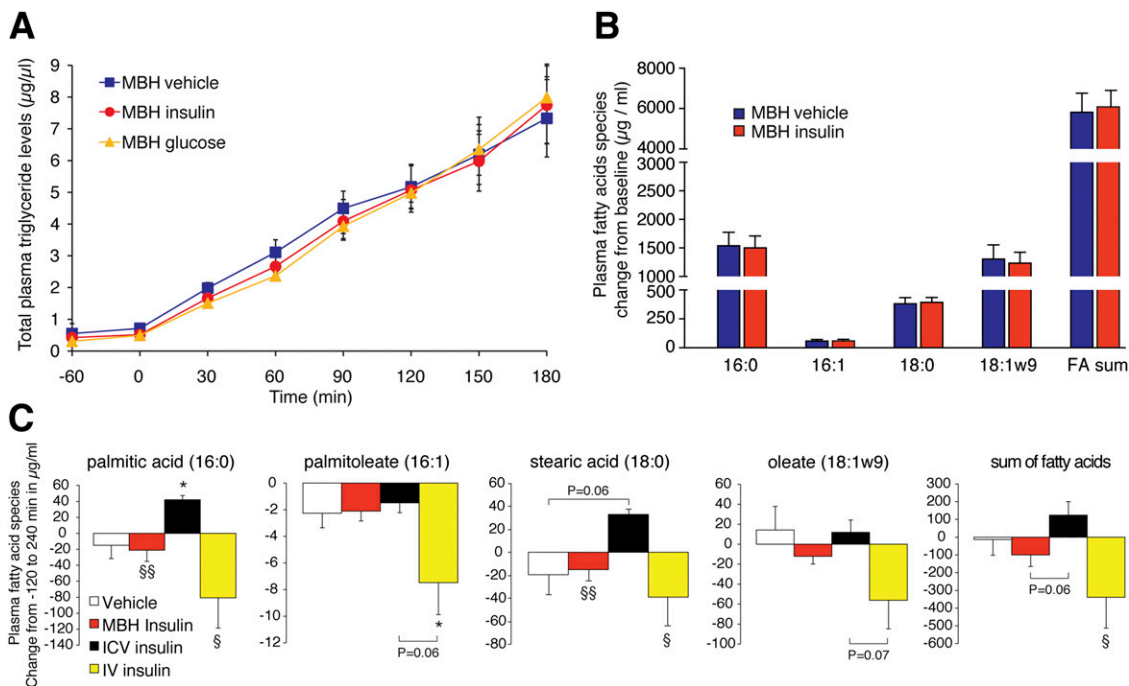 A
Total plasma triglyceride levels (µg/µl)
9
8
7
6
5
4
3
2
1
0
MBH vehicle
MBH insulin
MBH glucose
-60
0
30
60
90
120
150
180
Time (min)
B
Plasma fatty acids species
change from baseline (µg / ml)
8000
6000
4000
3000
1500
1000
500
250
0
MBH vehicle
MBH insulin
16:0
16:1
18:0
18:1w9
FA sum
C
Plasma fatty acid species
Change from -120 to 240 min in µg/ml
palmitic acid (16:0)
60
40
20
0
-20
-40
-60
-80
-100
-120
-140
*
§§
§
Vehicle
MBH Insulin
ICV insulin
IV insulin
palmitoleate (16:1)
0
-2
-4
-6
-8
-10
-12
*
P=0.06
stearic acid (18:0)
60
40
20
0
-20
-40
-60
-80
P=0.06
§§
§
oleate (18:1w9)
60
40
20
0
-20
-40
-60
-80
-100
P=0.07
sum of fatty acids
300
200
100
0
-100
-200
-300
-400
-500
-600
P=0.06
§